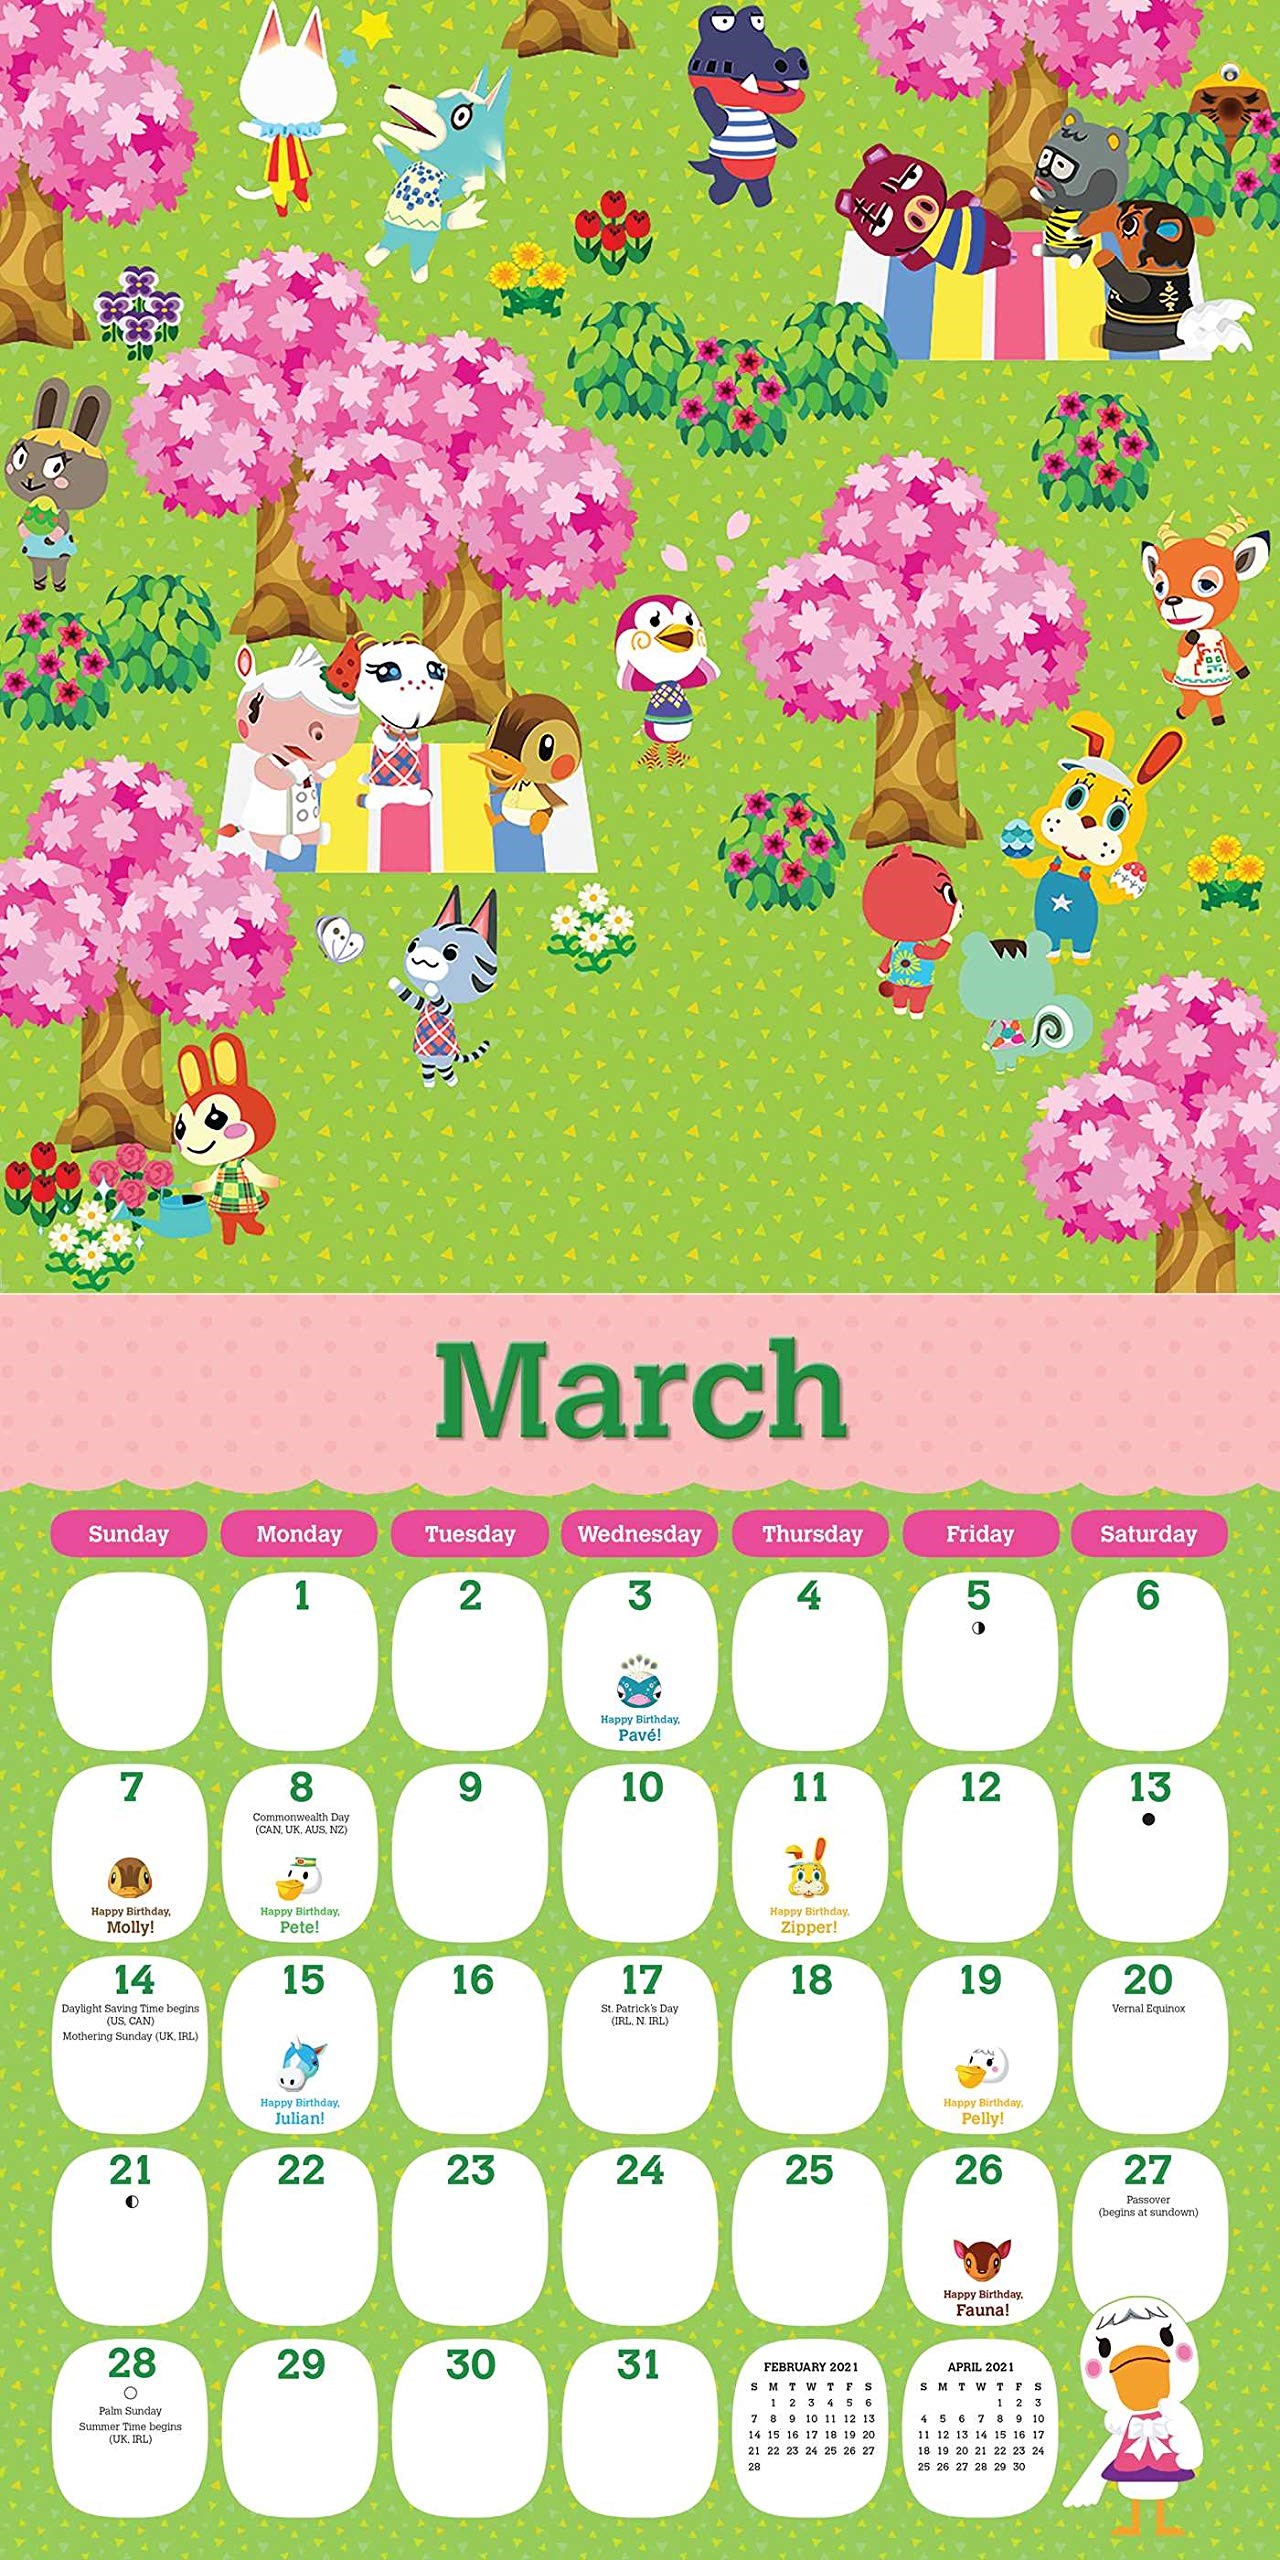 March
Sunday Monday Tuesday Wednesday Thursday Friday Saturday
1 2 3 4 5 6
Happy Birthday,
Pavé!
7 8 9 10 11 12 13
Commonwealth Day
(CAN, UK, AUS, NZ)
Happy Birthday,
Molly!
Happy Birthday,
Pete!
Happy Birthday,
Zipper!
14 15 16 17 18 19 20
Daylight Saving Time begins
(US, CAN)
Mothering Sunday (UK, IRL)
St. Patrick's Day
(IRL, N. IRL)
Vernal Equinox
Happy Birthday,
Julian!
Happy Birthday,
Pelly!
21 22 23 24 25 26 27
Passover
(begins at sundown)
Happy Birthday,
Fauna!
28 29 30 31
Palm Sunday
Summer Time begins
(UK, IRL)
FEBRUARY 2021
S M T W T F S
1 2 3 4 5 6
7 8 9 10 11 12 13
14 15 16 17 18 19 20
21 22 23 24 25 26 27
28
APRIL 2021
S M T W T F S
1 2 3
4 5 6 7 8 9 10
11 12 13 14 15 16 17
18 19 20 21 22 23 24
25 26 27 28 29 30